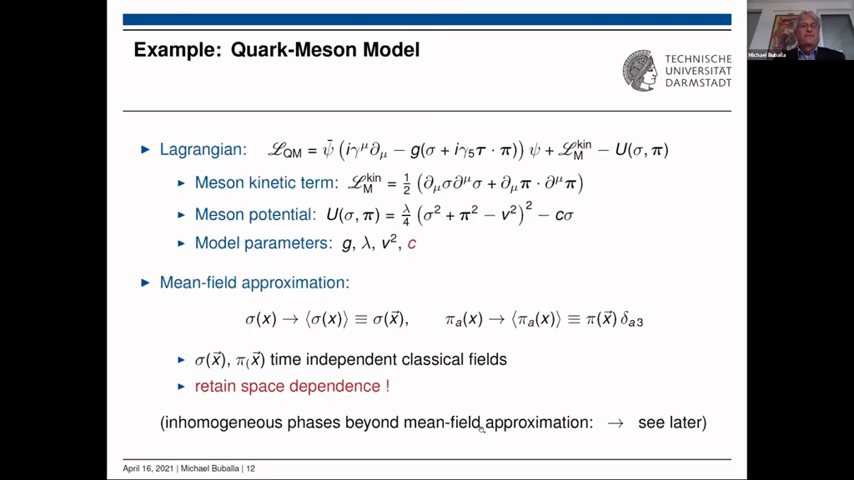 Example: Quark-Meson Model
TECHNISCHE
UNIVERSITÄT
DARMSTADT
Michael Buballa
► Lagrangian: ℒ_QM = ψ̄ (iγ^μ∂_μ − g(σ + iγ_5τ · π)) ψ + ℒ_M^kin − U(σ, π)
► Meson kinetic term: ℒ_M^kin = 1/2 (∂_μσ∂^μσ + ∂_μπ · ∂^μπ)
► Meson potential: U(σ, π) = λ/4 (σ² + π² − v²)² − cσ
► Model parameters: g, λ, v², c
► Mean-field approximation:
σ(x) → ⟨σ(x)⟩ ≡ σ(x⃗), π_a(x) → ⟨π_a(x)⟩ ≡ π(x⃗) δ_a3
► σ(x⃗), π(x⃗) time independent classical fields
► retain space dependence !
(inhomogeneous phases beyond mean-field approximation: → see later)
April 16, 2021 | Michael Buballa | 12